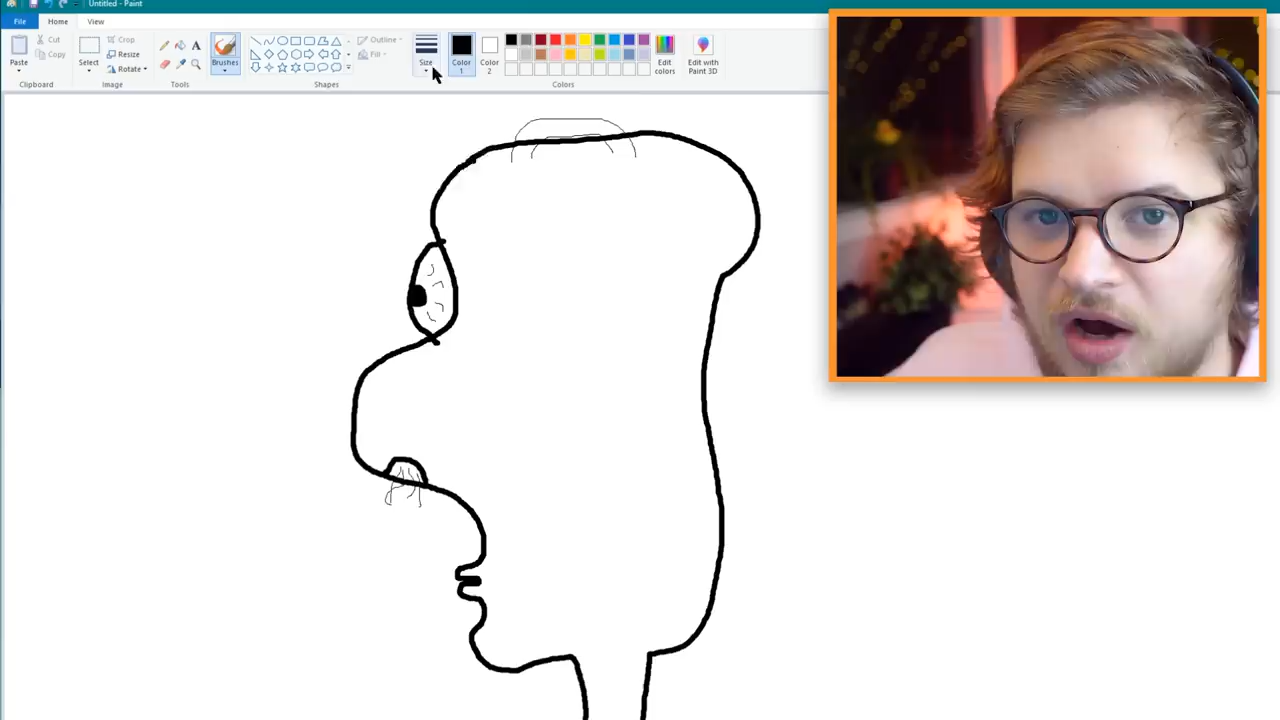 Untitled - Paint
File Home View
Paste
Cut
Copy
Clipboard
Select
Crop
Resize
Rotate
Image
Tools
Brushes
Shapes
Outline
Fill
Size
Color
1
Color
2
Edit
colors
Edit with
Paint 3D
Colors